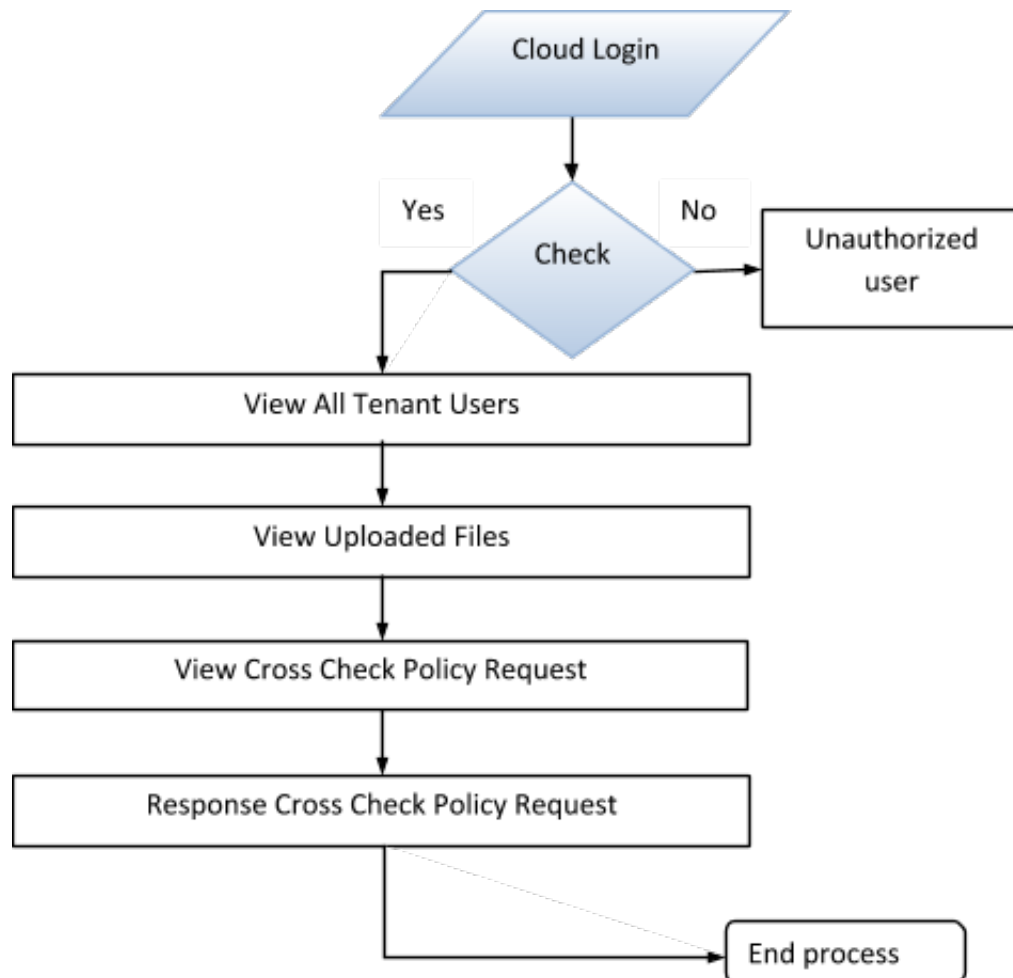 Cloud Login
Yes
No
Check
Unauthorized
user
View All Tenant Users
View Uploaded Files
View Cross Check Policy Request
Response Cross Check Policy Request
End process